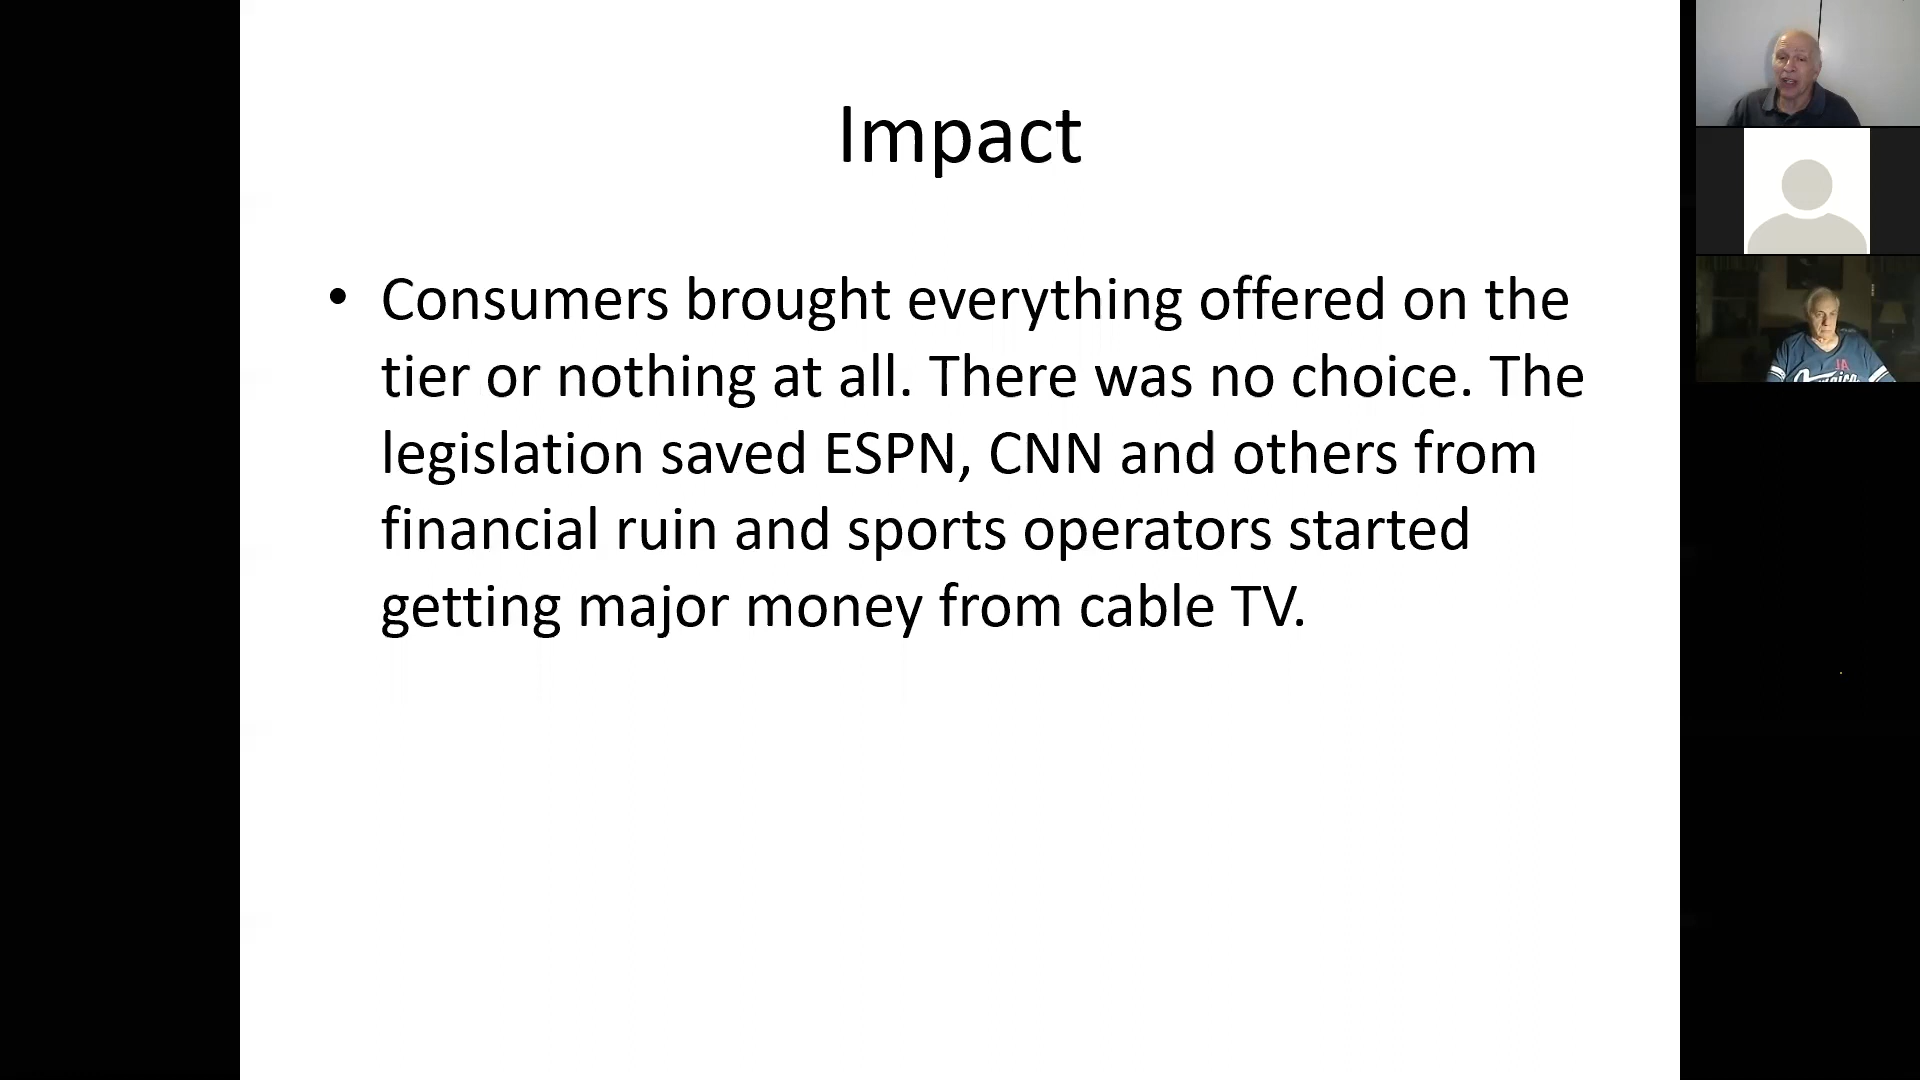 Impact
• Consumers brought everything offered on the
tier or nothing at all. There was no choice. The
legislation saved ESPN, CNN and others from
financial ruin and sports operators started
getting major money from cable TV.